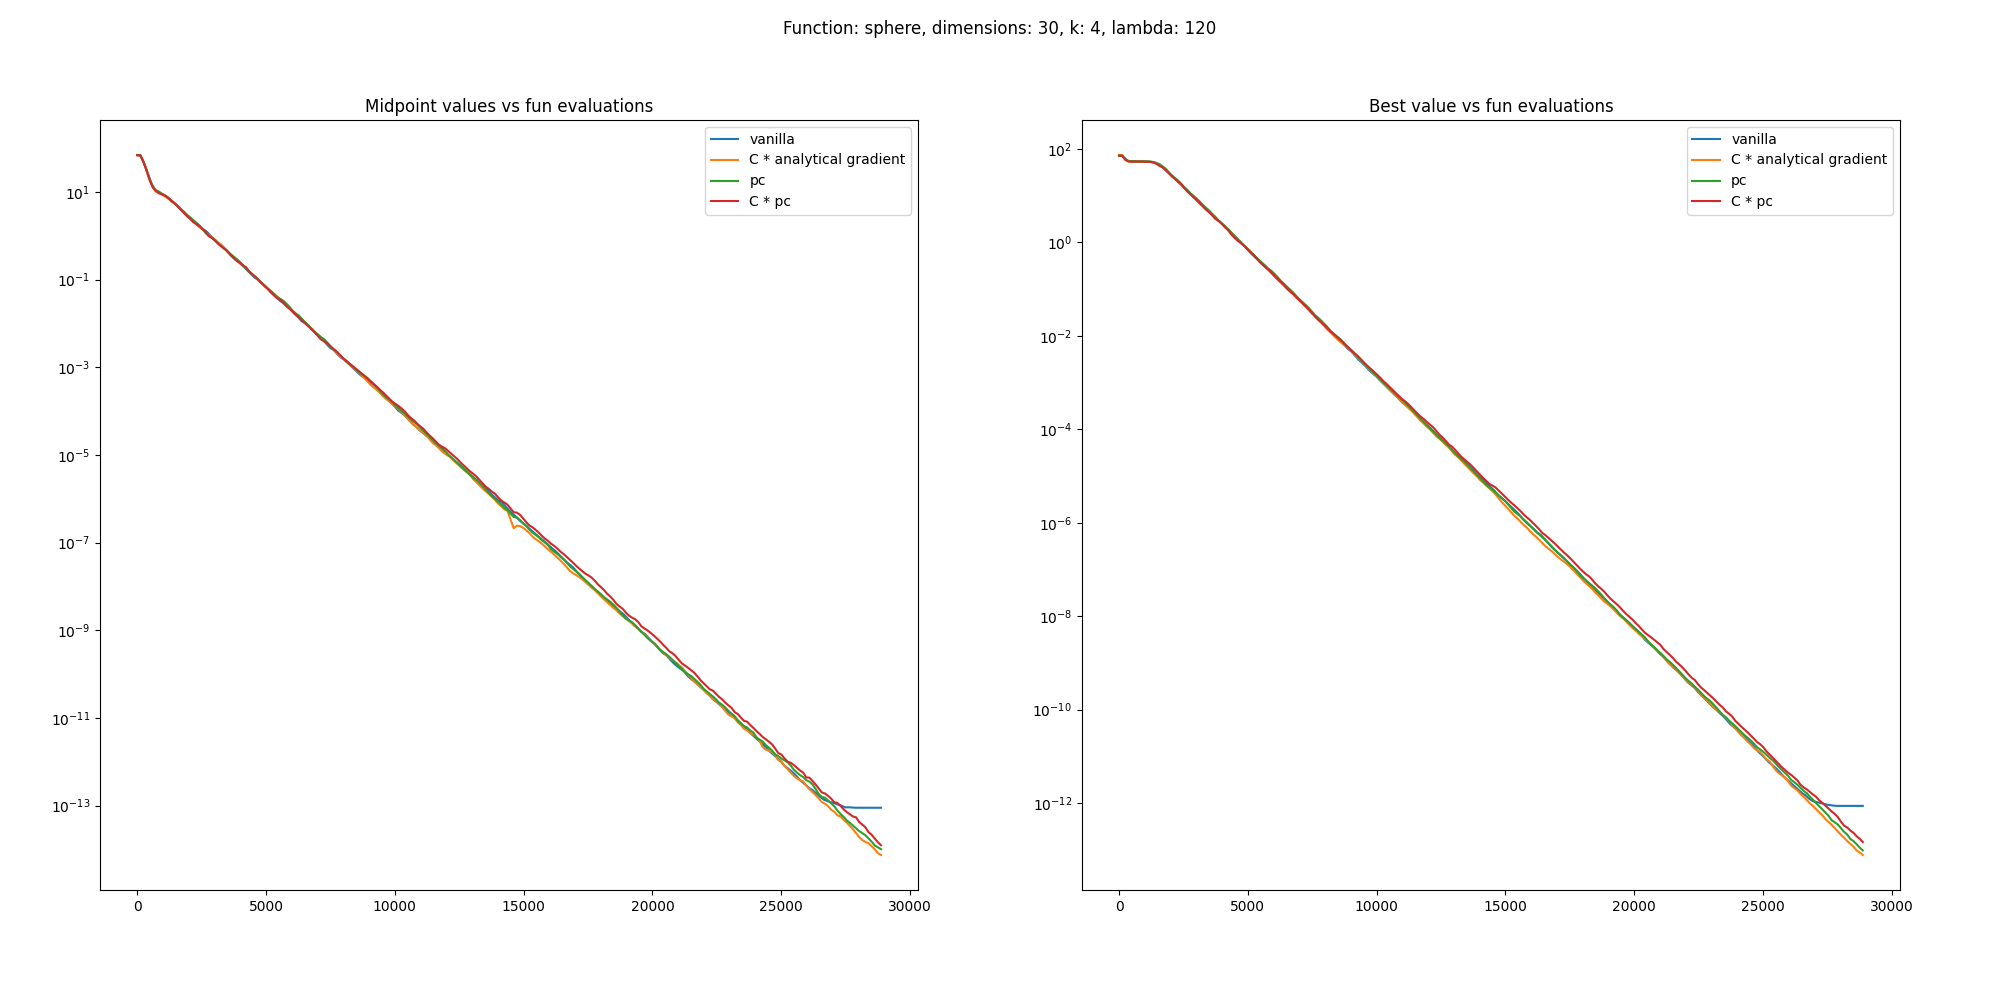 Function: sphere, dimensions: 30, k: 4, lambda: 120
Midpoint values vs fun evaluations
vanilla
C * analytical gradient
pc
C * pc
10¹
10⁻¹
10⁻³
10⁻⁵
10⁻⁷
10⁻⁹
10⁻¹¹
10⁻¹³
0 5000 10000 15000 20000 25000 30000
Best value vs fun evaluations
vanilla
C * analytical gradient
pc
C * pc
10²
10⁰
10⁻²
10⁻⁴
10⁻⁶
10⁻⁸
10⁻¹⁰
10⁻¹²
0 5000 10000 15000 20000 25000 30000